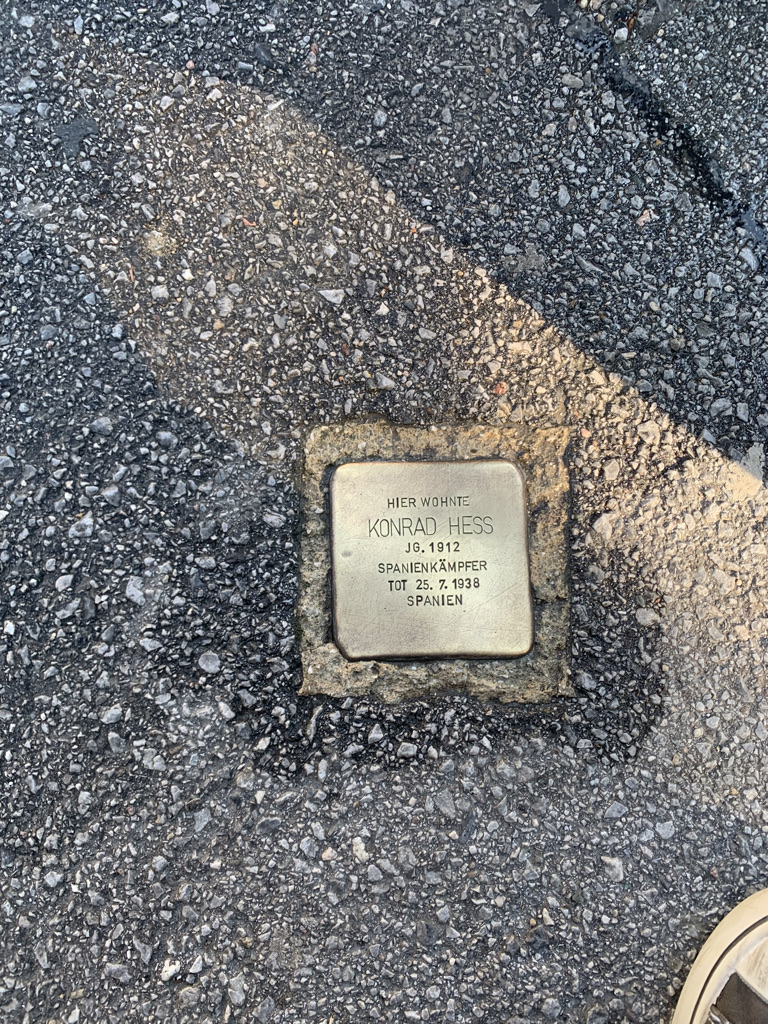 HIER WOHNTE
KONRAD HESS
JG. 1912
SPANIENKÄMPFER
TOT 25. 7. 1938
SPANIEN